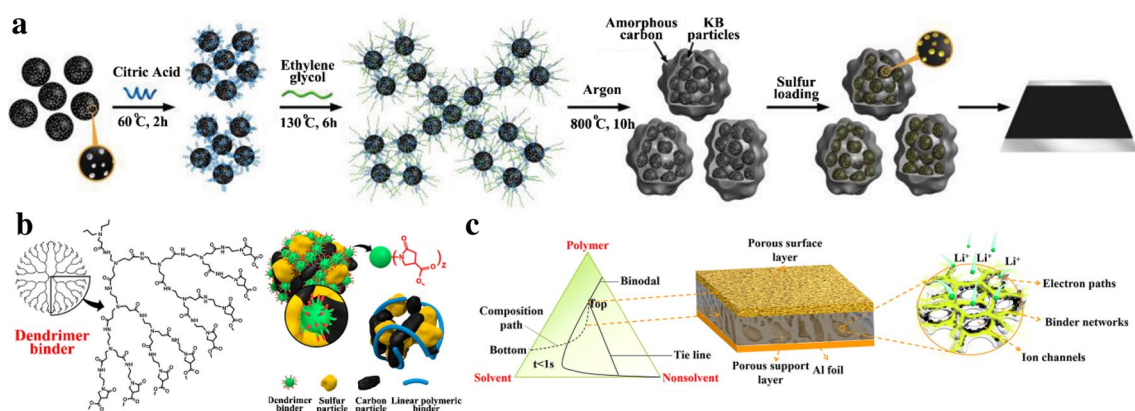 a
Citric Acid
60 °C, 2h
Ethylene
glycol
130 °C, 6h
Argon
800 °C, 10h
Amorphous
carbon
KB
particles
Sulfur
loading
b
Dendrimer
binder
Dendrimer
binder
Sulfur
particle
Carbon
particle
Linear polymeric
binder
c
Polymer
Binodal
Top
Composition
path
Bottom
t<1s
Tie line
Solvent
Nonsolvent
Porous surface
layer
Porous support
layer
Al foil
Li⁺
Li⁺
Li⁺
Electron paths
Binder networks
Ion channels